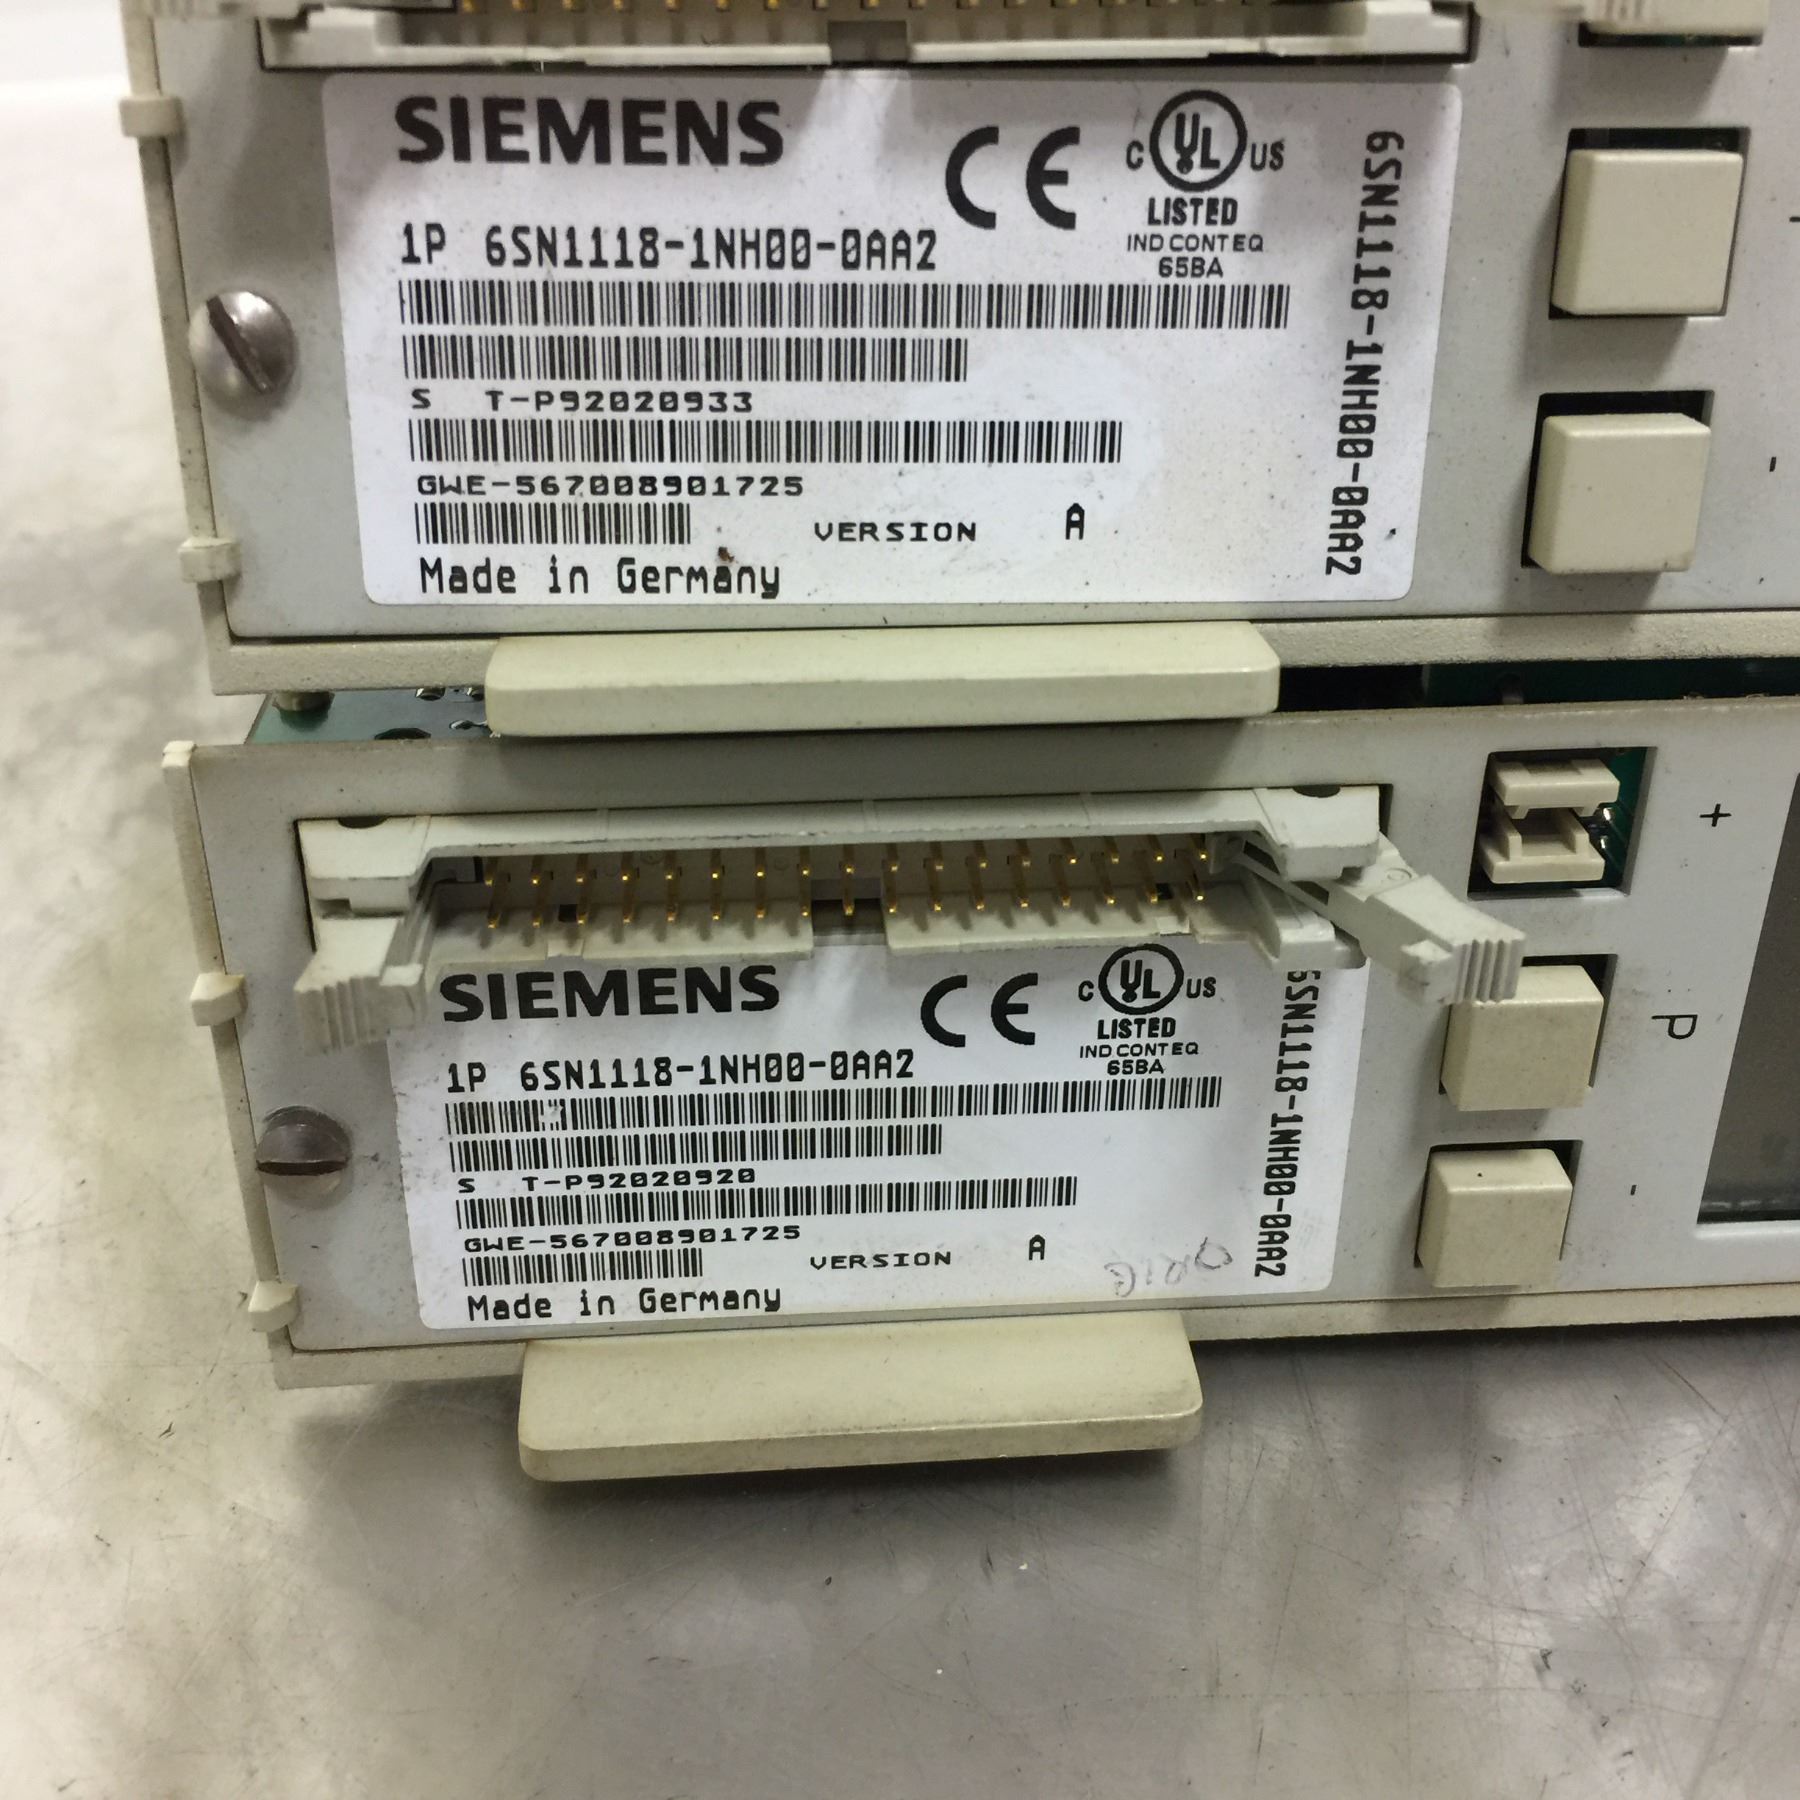 SIEMENS
CE
C UL US
LISTED
IND CONT EQ
65BA
1P 6SN1118-1NH00-0AA2
S T-P92020933
GWE-567008901725
VERSION A
Made in Germany
6SN1118-1NH00-0AA2
-
SIEMENS
CE
C UL US
LISTED
IND CONT EQ
65BA
1P 6SN1118-1NH00-0AA2
S T-P92020920
GWE-567008901725
VERSION A
Made in Germany
6SN1118-1NH00-0AA2
ORIG
+
P
-